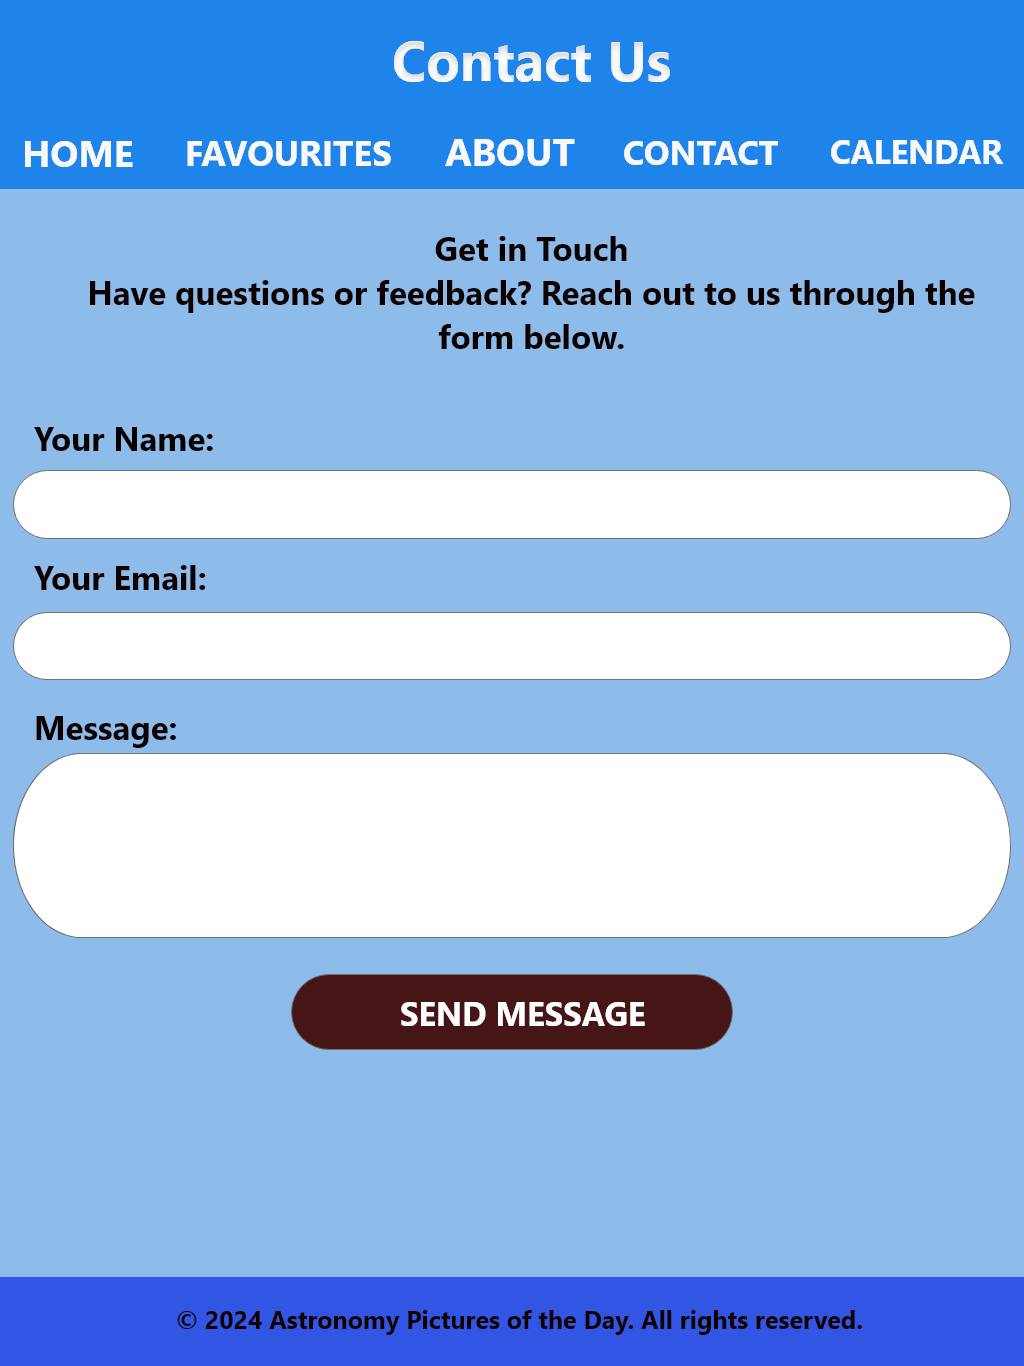 Contact Us
HOME FAVOURITES ABOUT CONTACT CALENDAR
Get in Touch
Have questions or feedback? Reach out to us through the
form below.
Your Name:
Your Email:
Message:
SEND MESSAGE
© 2024 Astronomy Pictures of the Day. All rights reserved.